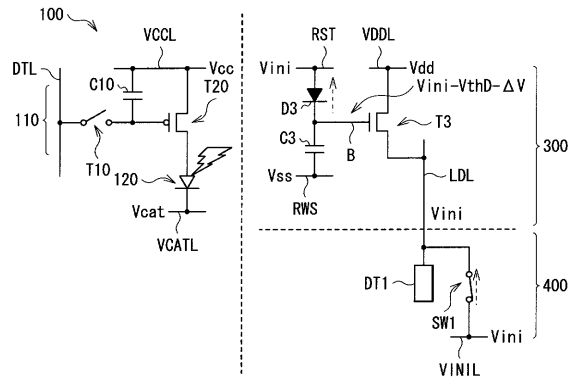 100
VCCL
DTL
C10
Vcc
T20
110
T10
120
Vcat
VCATL
RST
VDDL
Vini
Vdd
Vini-VthD-ΔV
D3
C3
B
T3
Vss
RWS
LDL
Vini
300
DT1
SW1
400
Vini
VINIL